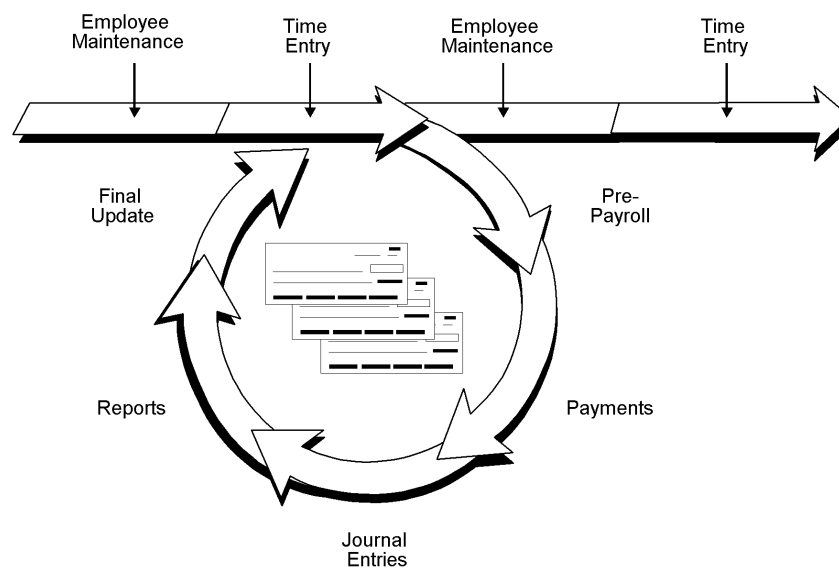 Employee
Maintenance
Time
Entry
Employee
Maintenance
Time
Entry
Final
Update
Pre-
Payroll
Reports
Payments
Journal
Entries